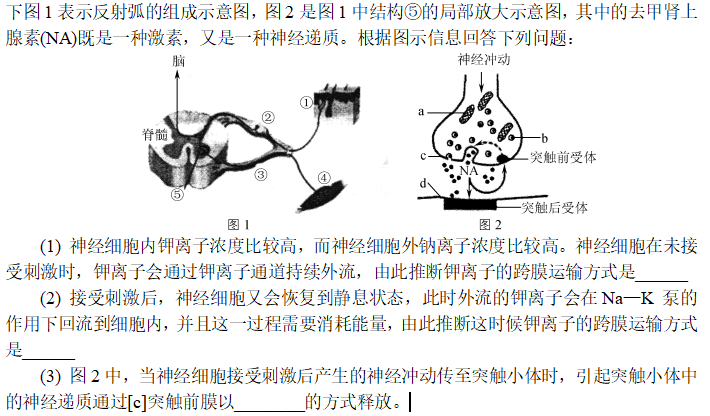 下图1表示反射弧的组成示意图，图2是图1中结构⑤的局部放大示意图，其中的去甲肾上
腺素(NA)既是一种激素，又是一种神经递质。根据图示信息回答下列问题：
脑
脊髓
①
②
③
④
⑤
图1
神经冲动
a
b
c
突触前受体
NA
d
突触后受体
图2
(1) 神经细胞内钾离子浓度比较高，而神经细胞外钠离子浓度比较高。神经细胞在未接
受刺激时，钾离子会通过钾离子通道持续外流，由此推断钾离子的跨膜运输方式是______
(2) 接受刺激后，神经细胞又会恢复到静息状态，此时外流的钾离子会在Na—K 泵的
作用下回流到细胞内，并且这一过程需要消耗能量，由此推断这时候钾离子的跨膜运输方式
是______
(3) 图2中，当神经细胞接受刺激后产生的神经冲动传至突触小体时，引起突触小体中
的神经递质通过[c]突触前膜以________的方式释放。